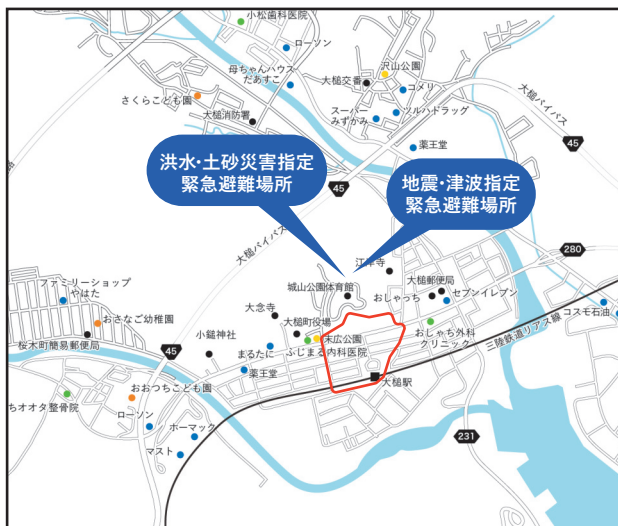 小松歯科医院
ローソン
母ちゃんハウス
だあすこ
さくらこども園
大槌消防署
大槌交番
沢山公園
コメリ
スーパー
みずかみ
ツルハドラッグ
薬王堂
大槌バイパス
45
洪水・土砂災害指定
緊急避難場所
地震・津波指定
緊急避難場所
45
大槌バイパス
280
江岸寺
城山公園体育館
大槌郵便局
おしゃっち
セブンイレブン
コスモ石油
ファミリーショップ
やはた
おさなご幼稚園
桜木町簡易郵便局
大念寺
大槌町役場
末広公園
ふじまる内科医院
おしゃち外科
クリニック
三陸鉄道リアス線
小鎚神社
まるたに
薬王堂
45
大槌駅
おおつちこども園
ちオオタ整骨院
ローソン
ホーマック
マスト
231